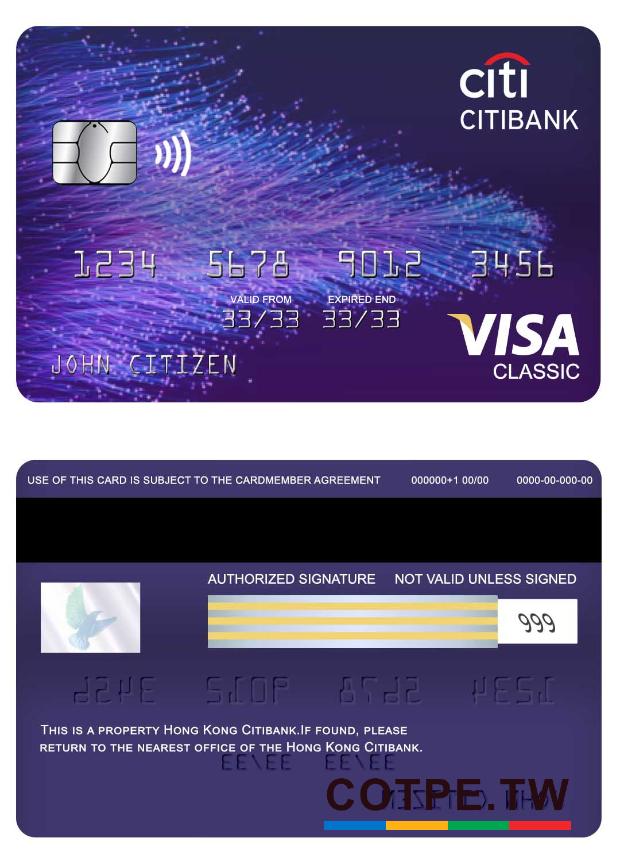 citi
CITIBANK
1234 5678 9012 3456
VALID FROM EXPIRED END
33/33 33/33
JOHN CITIZEN
VISA
CLASSIC
USE OF THIS CARD IS SUBJECT TO THE CARDMEMBER AGREEMENT 000000+1 00/00 0000-00-000-00
AUTHORIZED SIGNATURE NOT VALID UNLESS SIGNED
999
THIS IS A PROPERTY HONG KONG CITIBANK.IF FOUND, PLEASE
RETURN TO THE NEAREST OFFICE OF THE HONG KONG CITIBANK.
COTPE.TW